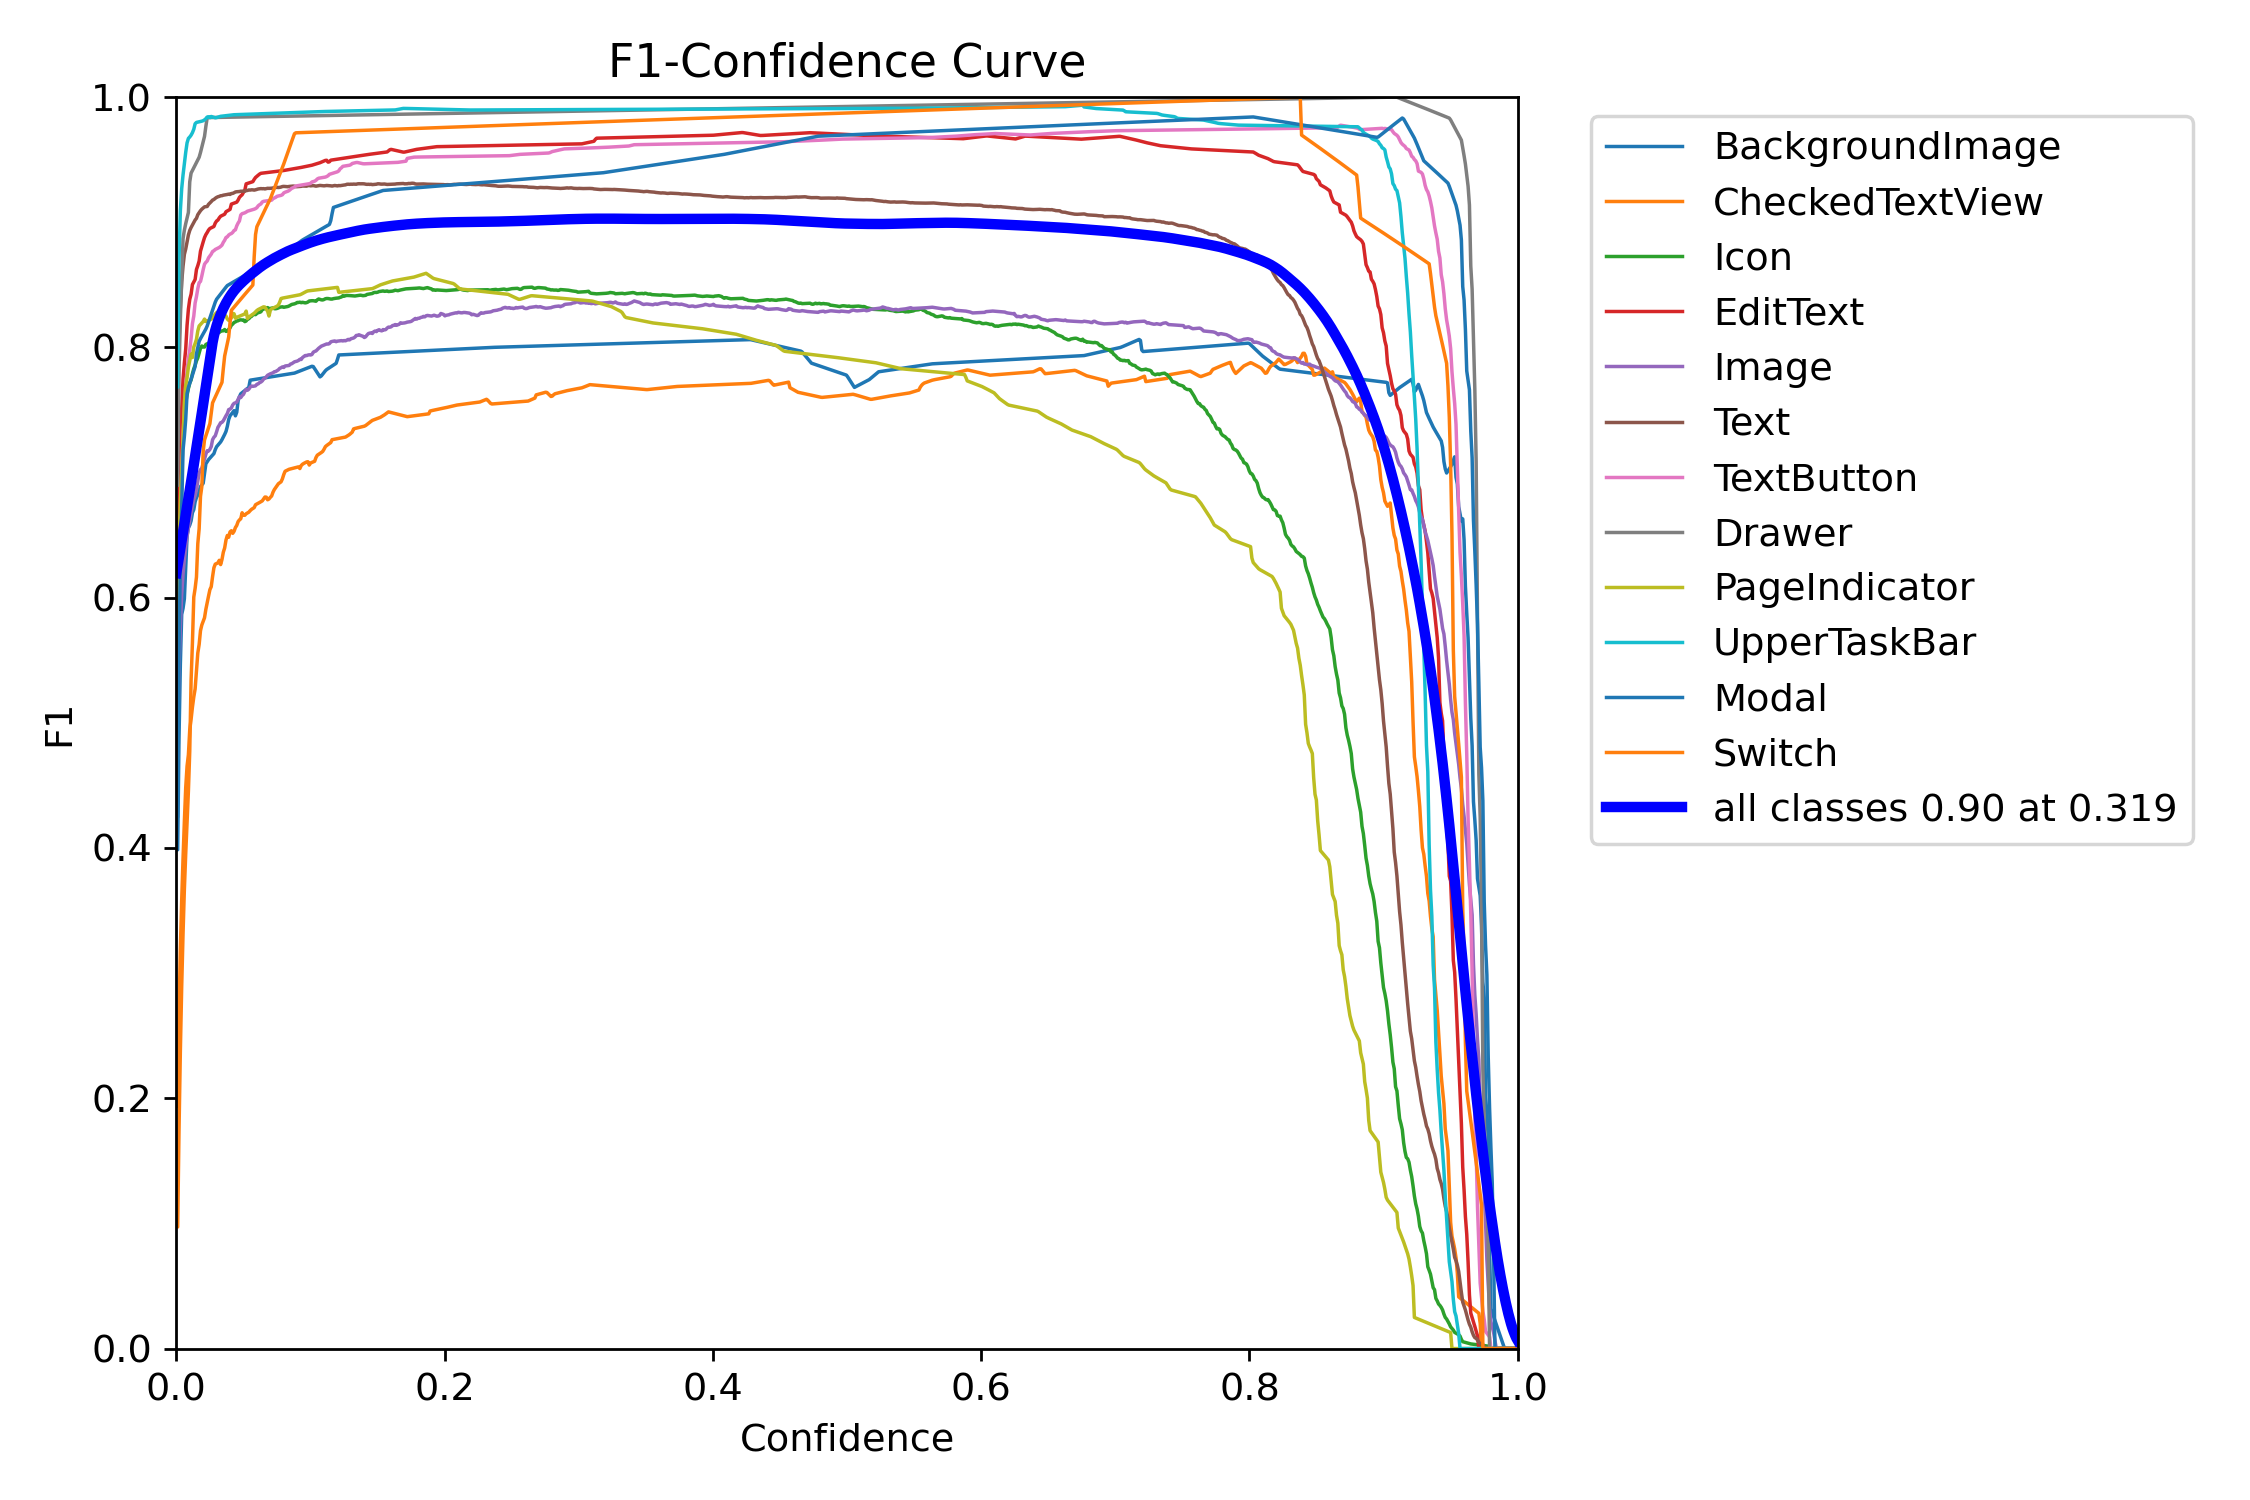 F1-Confidence Curve
1.0
0.8
0.6
0.4
0.2
0.0
F1
0.0 0.2 0.4 0.6 0.8 1.0
Confidence
BackgroundImage
CheckedTextView
Icon
EditText
Image
Text
TextButton
Drawer
PageIndicator
UpperTaskBar
Modal
Switch
all classes 0.90 at 0.319